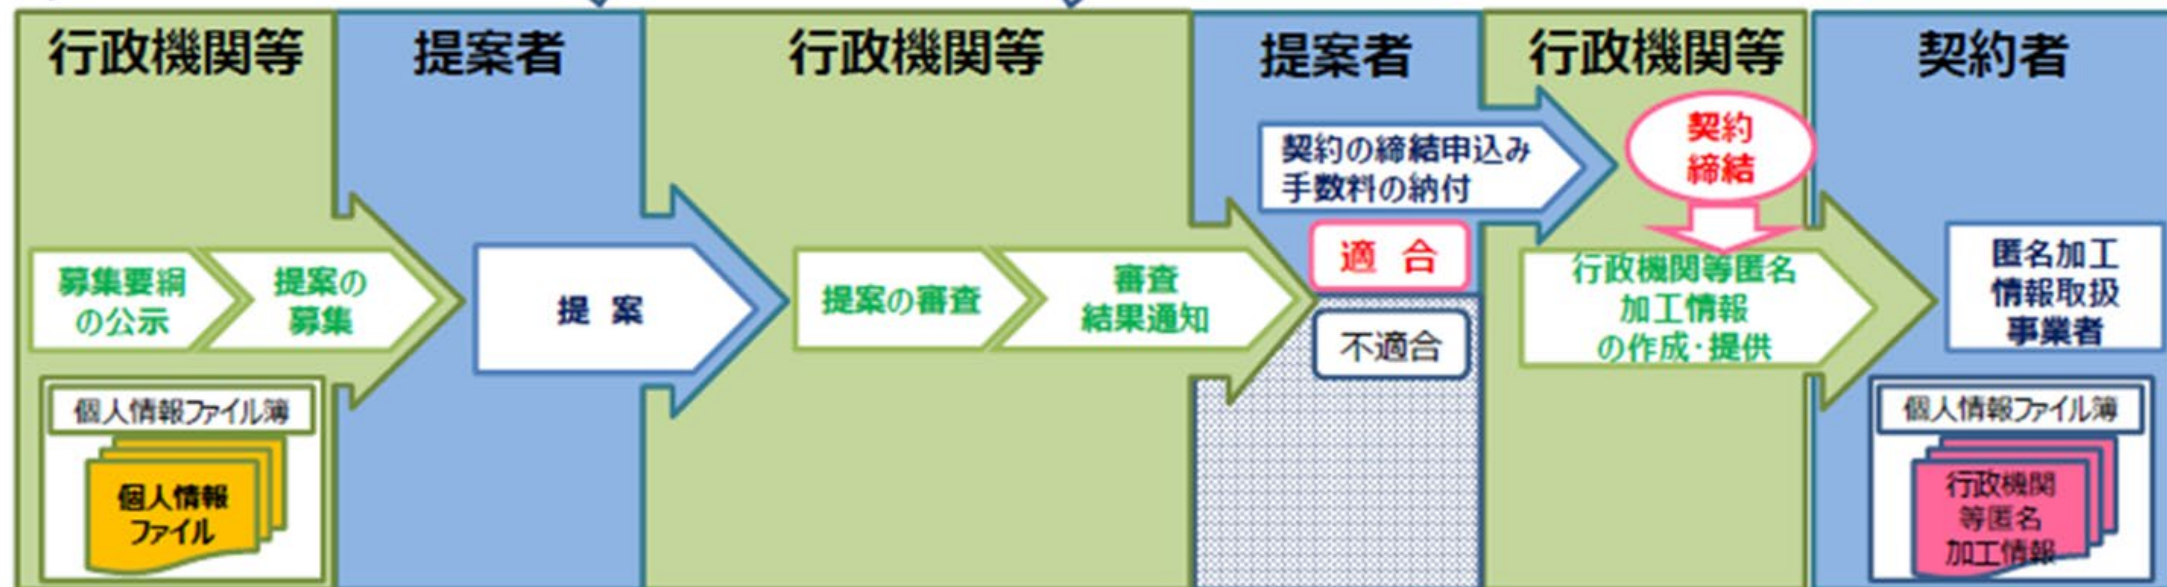 行政機関等
提案者
行政機関等
提案者
行政機関等
契約者
募集要綱
の公示
提案の
募集
個人情報ファイル簿
個人情報
ファイル
提 案
提案の審査
審査
結果通知
契約の締結申込み
手数料の納付
適 合
不適合
契約
締結
行政機関等匿名
加工情報
の作成・提供
匿名加工
情報取扱
事業者
個人情報ファイル簿
行政機関
等匿名
加工情報